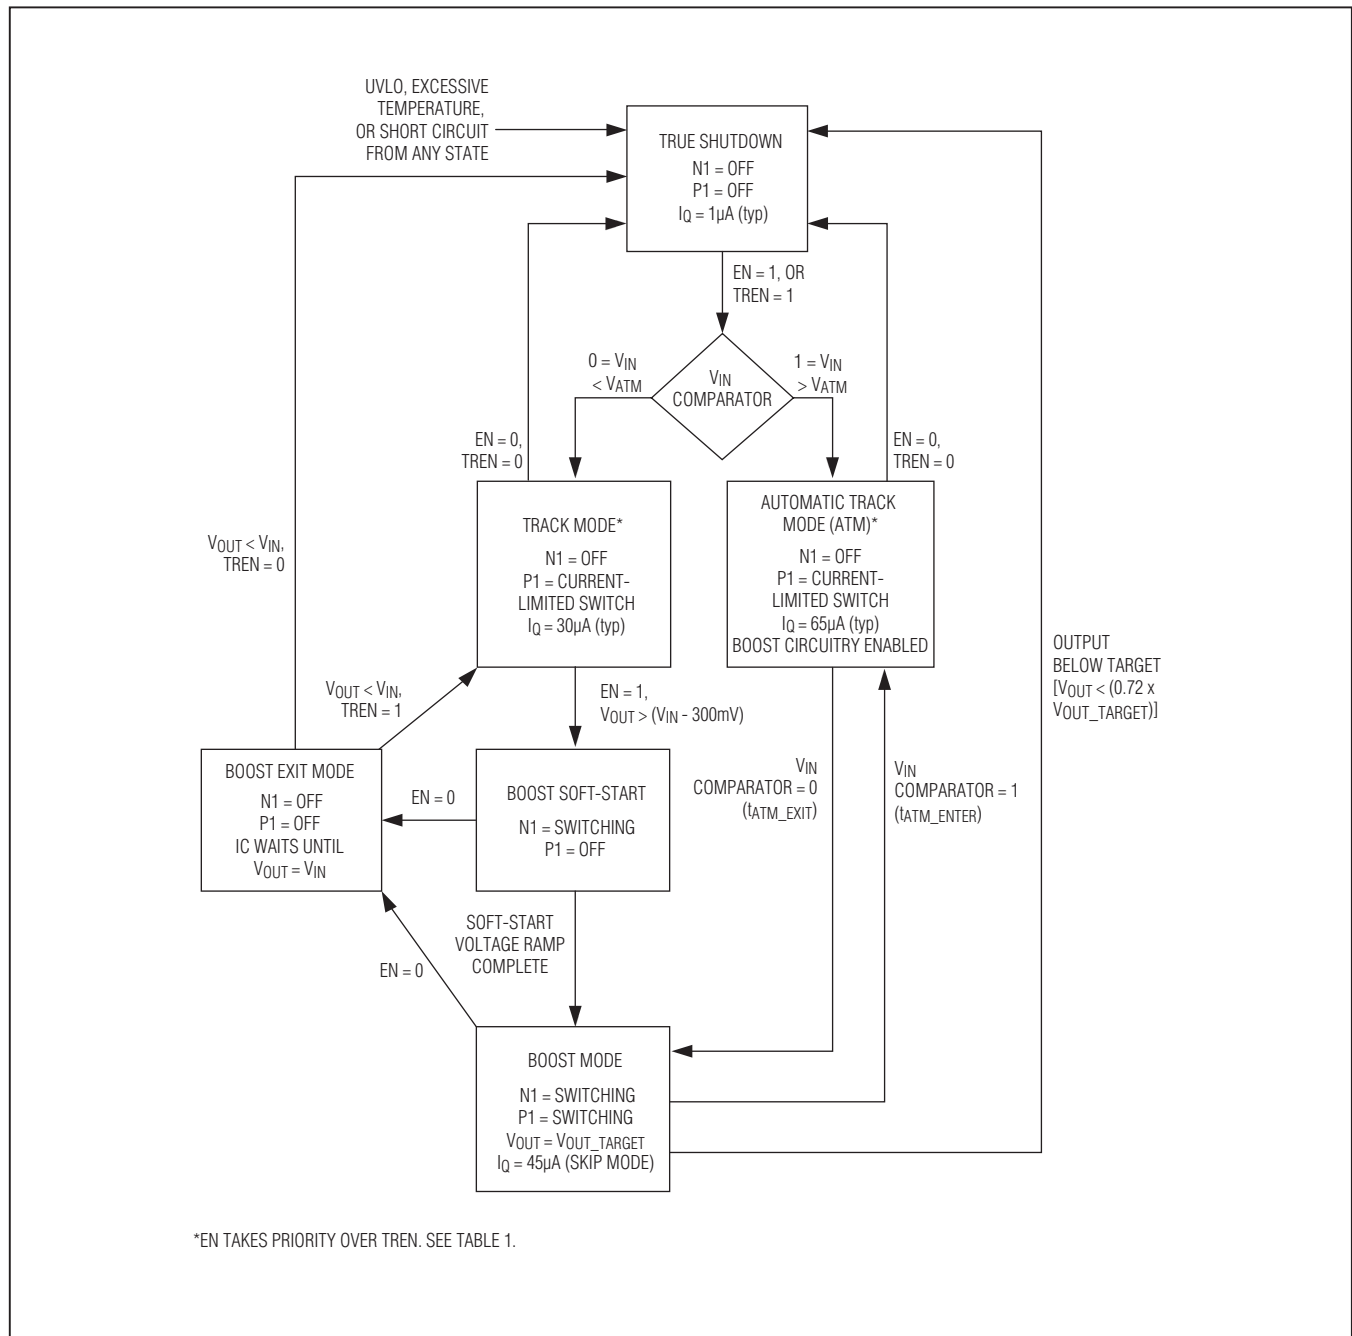 UVLO, EXCESSIVE
TEMPERATURE,
OR SHORT CIRCUIT
FROM ANY STATE
TRUE SHUTDOWN
N1 = OFF
P1 = OFF
IQ = 1µA (typ)
EN = 1, OR
TREN = 1
0 = VIN
< VATM
VIN
COMPARATOR
1 = VIN
> VATM
EN = 0,
TREN = 0
EN = 0,
TREN = 0
VOUT < VIN,
TREN = 0
TRACK MODE*
N1 = OFF
P1 = CURRENT-
LIMITED SWITCH
IQ = 30µA (typ)
AUTOMATIC TRACK
MODE (ATM)*
N1 = OFF
P1 = CURRENT-
LIMITED SWITCH
IQ = 65µA (typ)
BOOST CIRCUITRY ENABLED
OUTPUT
BELOW TARGET
[VOUT < (0.72 x
VOUT_TARGET)]
VOUT < VIN,
TREN = 1
EN = 1,
VOUT > (VIN - 300mV)
BOOST EXIT MODE
N1 = OFF
P1 = OFF
IC WAITS UNTIL
VOUT = VIN
EN = 0
BOOST SOFT-START
N1 = SWITCHING
P1 = OFF
VIN
COMPARATOR = 0
(tATM_EXIT)
VIN
COMPARATOR = 1
(tATM_ENTER)
SOFT-START
VOLTAGE RAMP
COMPLETE
EN = 0
BOOST MODE
N1 = SWITCHING
P1 = SWITCHING
VOUT = VOUT_TARGET
IQ = 45µA (SKIP MODE)
*EN TAKES PRIORITY OVER TREN. SEE TABLE 1.